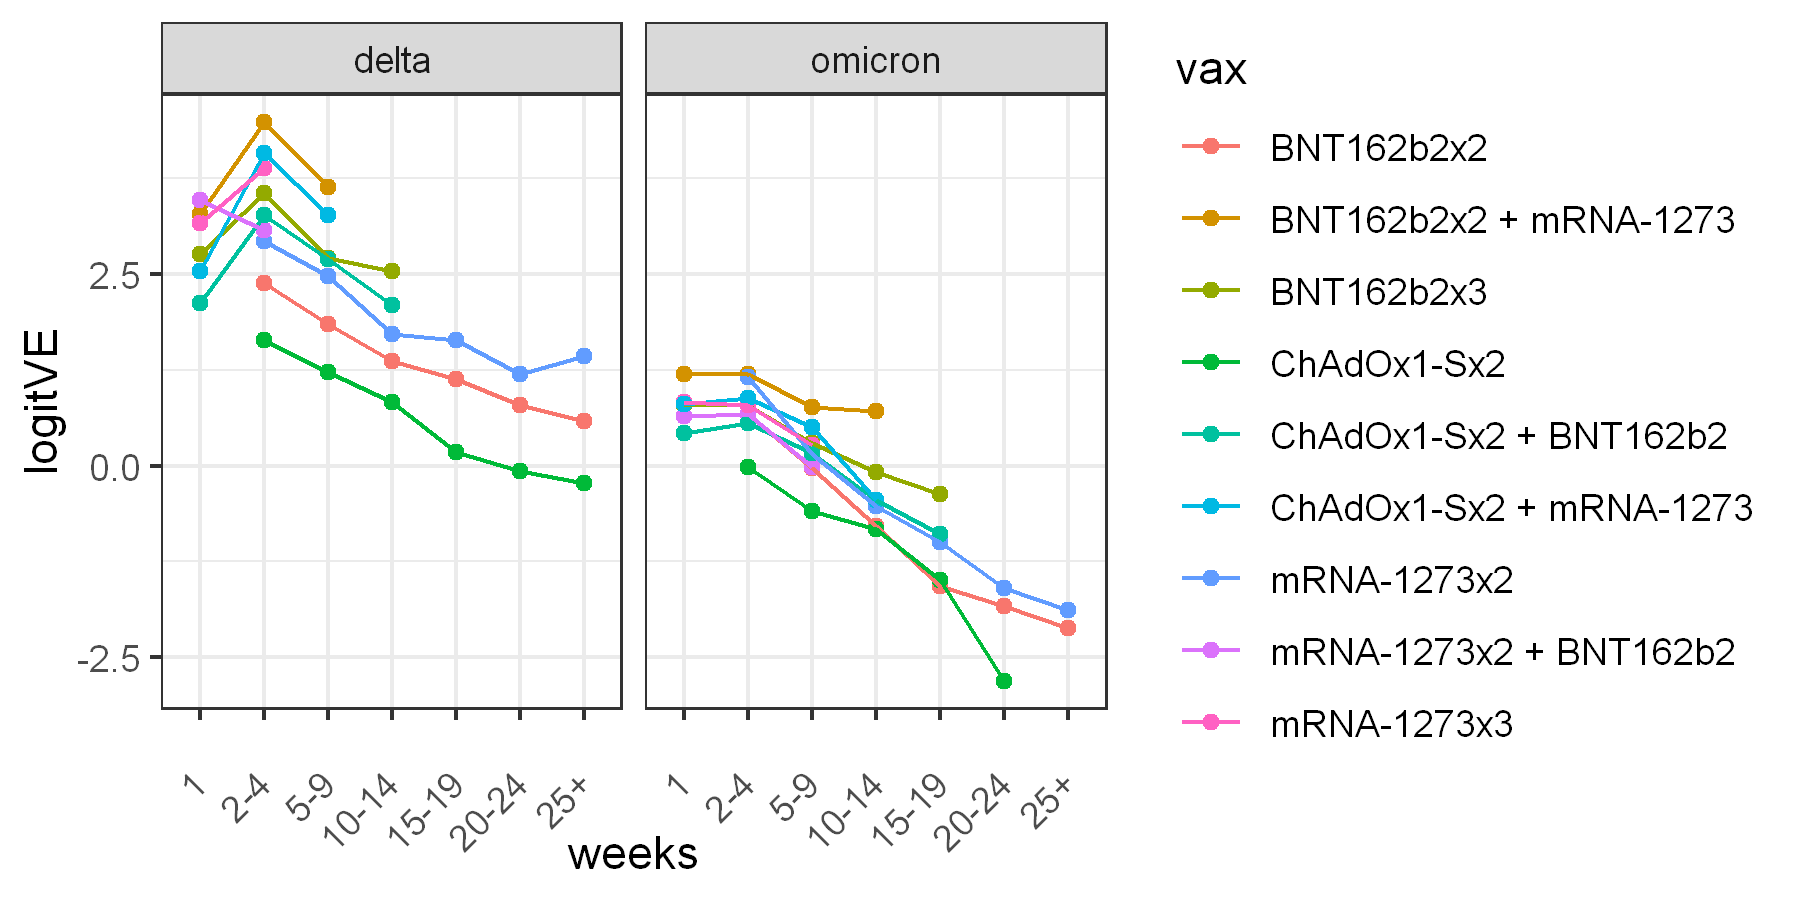 delta
omicron
logitVE
2.5
0.0
-2.5
1
2-4
5-9
10-14
15-19
20-24
25+
1
2-4
5-9
10-14
15-19
20-24
25+
weeks
vax
BNT162b2x2
BNT162b2x2 + mRNA-1273
BNT162b2x3
ChAdOx1-Sx2
ChAdOx1-Sx2 + BNT162b2
ChAdOx1-Sx2 + mRNA-1273
mRNA-1273x2
mRNA-1273x2 + BNT162b2
mRNA-1273x3